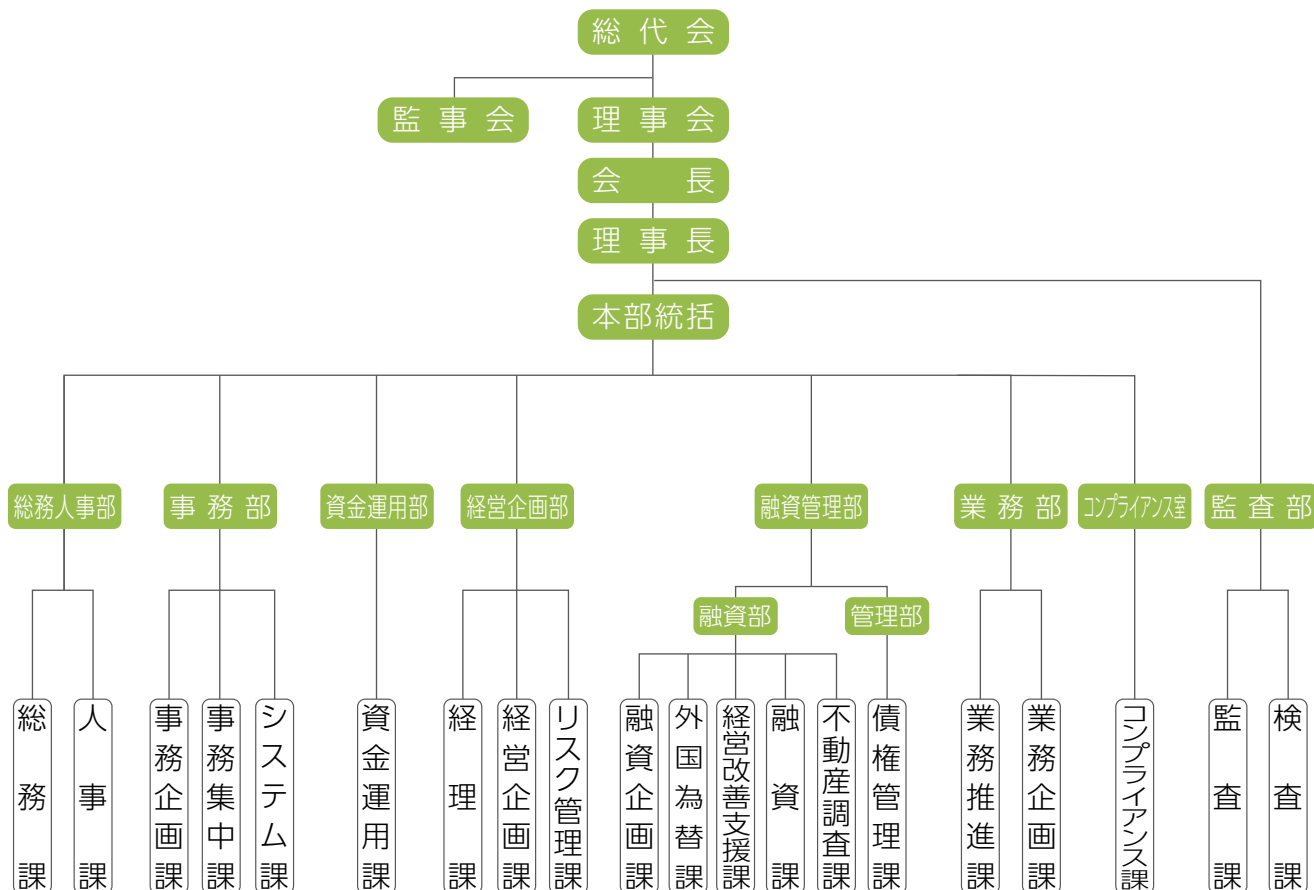 総代会
監事会
理事会
会長
理事長
本部統括
総務人事部
事務部
資金運用部
経営企画部
融資管理部
業務部
コンプライアンス室
監査部
融資部
管理部
総務課
人事課
事務企画課
事務集中課
システム課
資金運用課
経理課
経営企画課
リスク管理課
融資企画課
外国為替課
経営改善支援課
融資課
不動産調査課
債権管理課
業務推進課
業務企画課
コンプライアンス課
監査課
検査課